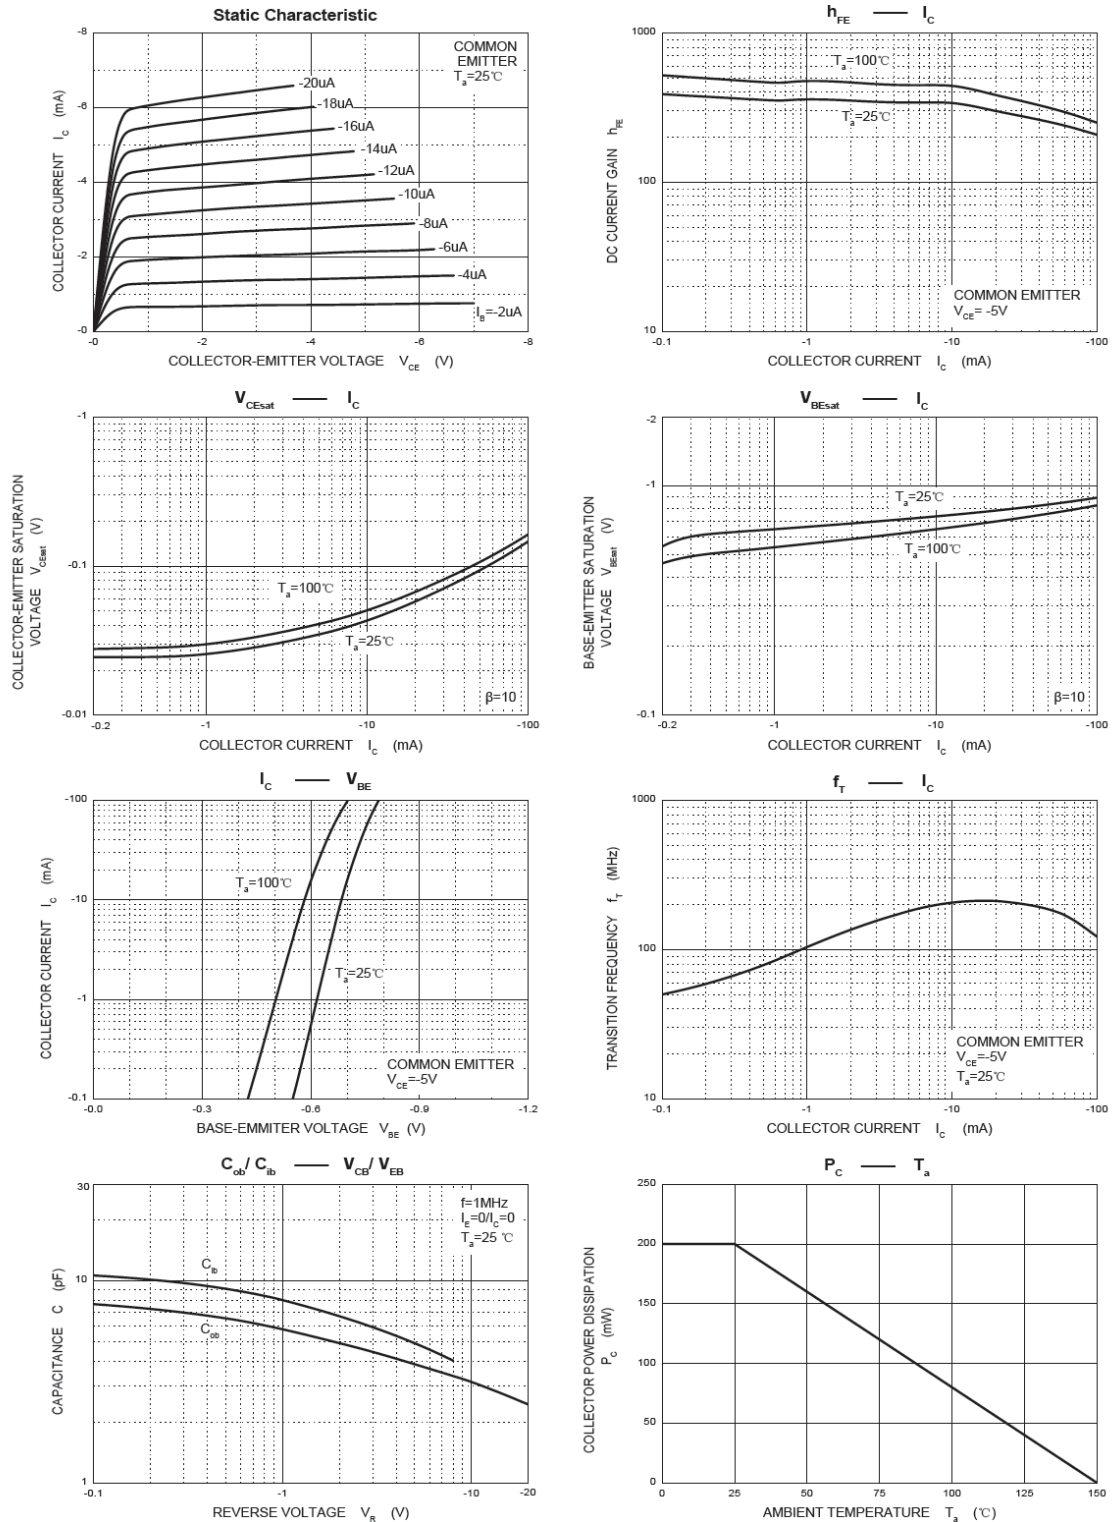 Static Characteristic
-8
-6
-4
-2
-0
-0
-2
-4
-6
-8
COMMON
EMITTER
Ta=25℃
-20uA
-18uA
-16uA
-14uA
-12uA
-10uA
-8uA
-6uA
-4uA
IB=-2uA
COLLECTOR CURRENT IC (mA)
COLLECTOR-EMITTER VOLTAGE VCE (V)
hFE —— IC
1000
100
10
-0.1
-1
-10
-100
Ta=100℃
Ta=25℃
COMMON EMITTER
VCE= -5V
DC CURRENT GAIN hFE
COLLECTOR CURRENT IC (mA)
VCEsat —— IC
-1
-0.1
-0.01
-0.2
-1
-10
-100
Ta=100℃
Ta=25℃
β=10
COLLECTOR-EMITTER SATURATION
VOLTAGE VCEsat (V)
COLLECTOR CURRENT IC (mA)
VBEsat —— IC
-2
-1
-0.1
-0.2
-1
-10
-100
Ta=25℃
Ta=100℃
β=10
BASE-EMITTER SATURATION
VOLTAGE VBEsat (V)
COLLECTOR CURRENT IC (mA)
IC —— VBE
-100
-10
-1
-0.1
-0.0
-0.3
-0.6
-0.9
-1.2
Ta=100℃
Ta=25℃
COMMON EMITTER
VCE=-5V
COLLECTOR CURRENT IC (mA)
BASE-EMMITER VOLTAGE VBE (V)
fT —— IC
1000
100
10
-0.1
-1
-10
-100
COMMON EMITTER
VCE=-5V
Ta=25℃
TRANSITION FREQUENCY fT (MHz)
COLLECTOR CURRENT IC (mA)
Cob/ Cib —— VCB/ VEB
30
10
1
-0.1
-1
-10
-20
f=1MHz
IE=0/IC=0
Ta=25 ℃
Cib
Cob
CAPACITANCE C (pF)
REVERSE VOLTAGE VR (V)
PC —— Ta
250
200
150
100
50
0
0
25
50
75
100
125
150
COLLECTOR POWER DISSIPATION
PC (mW)
AMBIENT TEMPERATURE Ta (℃)